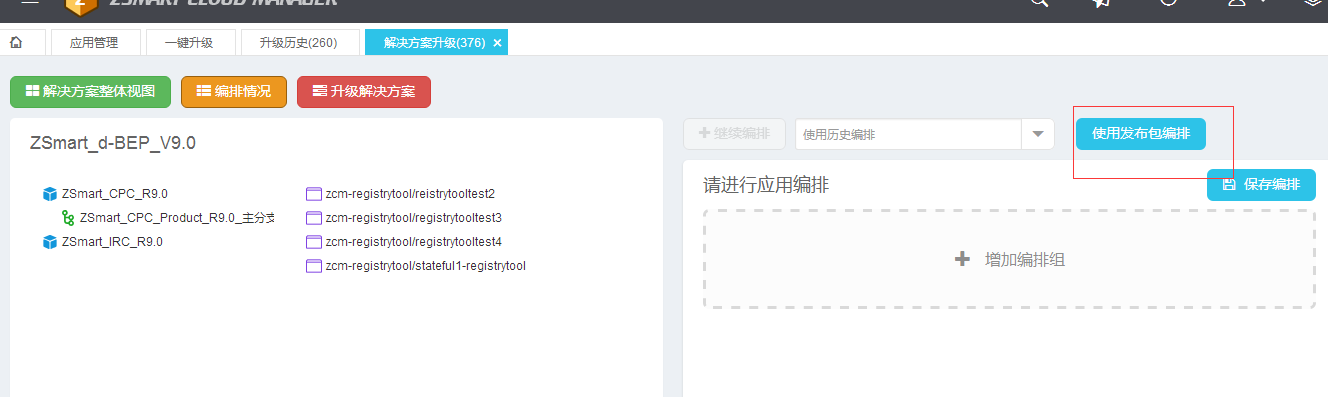 ZSMART CLOUD MANAGER
应用管理
一键升级
升级历史(260)
解决方案升级(376) ×
解决方案整体视图
编排情况
升级解决方案
ZSmart_d-BEP_V9.0
ZSmart_CPC_R9.0
ZSmart_CPC_Product_R9.0_主分支
ZSmart_IRC_R9.0
zcm-registrytool/reistrytooltest2
zcm-registrytool/registrytooltest3
zcm-registrytool/registrytooltest4
zcm-registrytool/stateful1-registrytool
继续编排
使用历史编排
使用发布包编排
请进行应用编排
保存编排
增加编排组